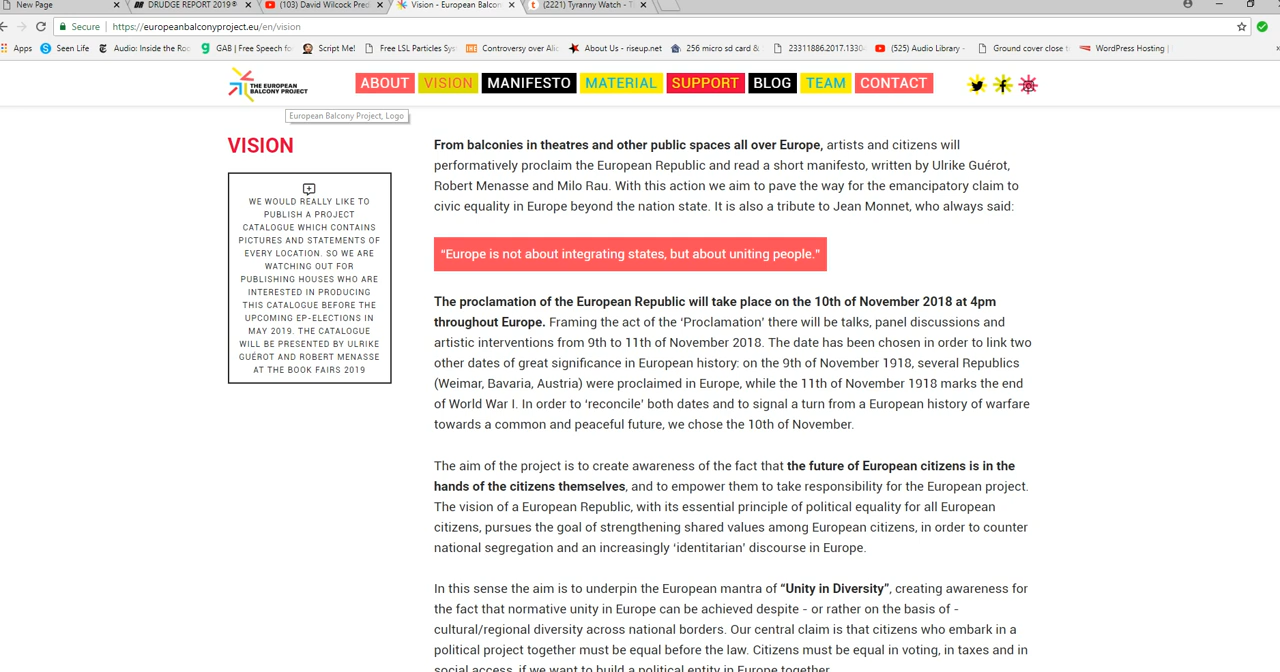 New Page
DRUDGE REPORT 2019®
(103) David Wilcock Pred
Vision - European Balcon
(2221) Tyranny Watch - T
Secure
https://europeanbalconyproject.eu/en/vision
Apps
Seen Life
Audio: Inside the Roc
GAB | Free Speech fo
Script Me!
Free LSL Particles Sys
Controversy over Alic
About Us - riseup.net
256 micro sd card &
23311886.2017.1330
(525) Audio Library -
Ground cover close t
WordPress Hosting |
THE EUROPEAN
BALCONY PROJECT
ABOUT
VISION
MANIFESTO
MATERIAL
SUPPORT
BLOG
TEAM
CONTACT
European Balcony Project, Logo
VISION
WE WOULD REALLY LIKE TO
PUBLISH A PROJECT
CATALOGUE WHICH CONTAINS
PICTURES AND STATEMENTS OF
EVERY LOCATION. SO WE ARE
WATCHING OUT FOR
PUBLISHING HOUSES WHO ARE
INTERESTED IN PRODUCING
THIS CATALOGUE BEFORE THE
UPCOMING EP-ELECTIONS IN
MAY 2019. THE CATALOGUE
WILL BE PRESENTED BY ULRIKE
GUÉROT AND ROBERT MENASSE
AT THE BOOK FAIRS 2019
From balconies in theatres and other public spaces all over Europe, artists and citizens will
performatively proclaim the European Republic and read a short manifesto, written by Ulrike Guérot,
Robert Menasse and Milo Rau. With this action we aim to pave the way for the emancipatory claim to
civic equality in Europe beyond the nation state. It is also a tribute to Jean Monnet, who always said:
“Europe is not about integrating states, but about uniting people.”
The proclamation of the European Republic will take place on the 10th of November 2018 at 4pm
throughout Europe. Framing the act of the ‘Proclamation’ there will be talks, panel discussions and
artistic interventions from 9th to 11th of November 2018. The date has been chosen in order to link two
other dates of great significance in European history: on the 9th of November 1918, several Republics
(Weimar, Bavaria, Austria) were proclaimed in Europe, while the 11th of November 1918 marks the end
of World War I. In order to ‘reconcile’ both dates and to signal a turn from a European history of warfare
towards a common and peaceful future, we chose the 10th of November.
The aim of the project is to create awareness of the fact that the future of European citizens is in the
hands of the citizens themselves, and to empower them to take responsibility for the European project.
The vision of a European Republic, with its essential principle of political equality for all European
citizens, pursues the goal of strengthening shared values among European citizens, in order to counter
national segregation and an increasingly ‘identitarian’ discourse in Europe.
In this sense the aim is to underpin the European mantra of “Unity in Diversity”, creating awareness for
the fact that normative unity in Europe can be achieved despite - or rather on the basis of -
cultural/regional diversity across national borders. Our central claim is that citizens who embark in a
political project together must be equal before the law. Citizens must be equal in voting, in taxes and in
social access, if we want to build a political entity in Europe together.